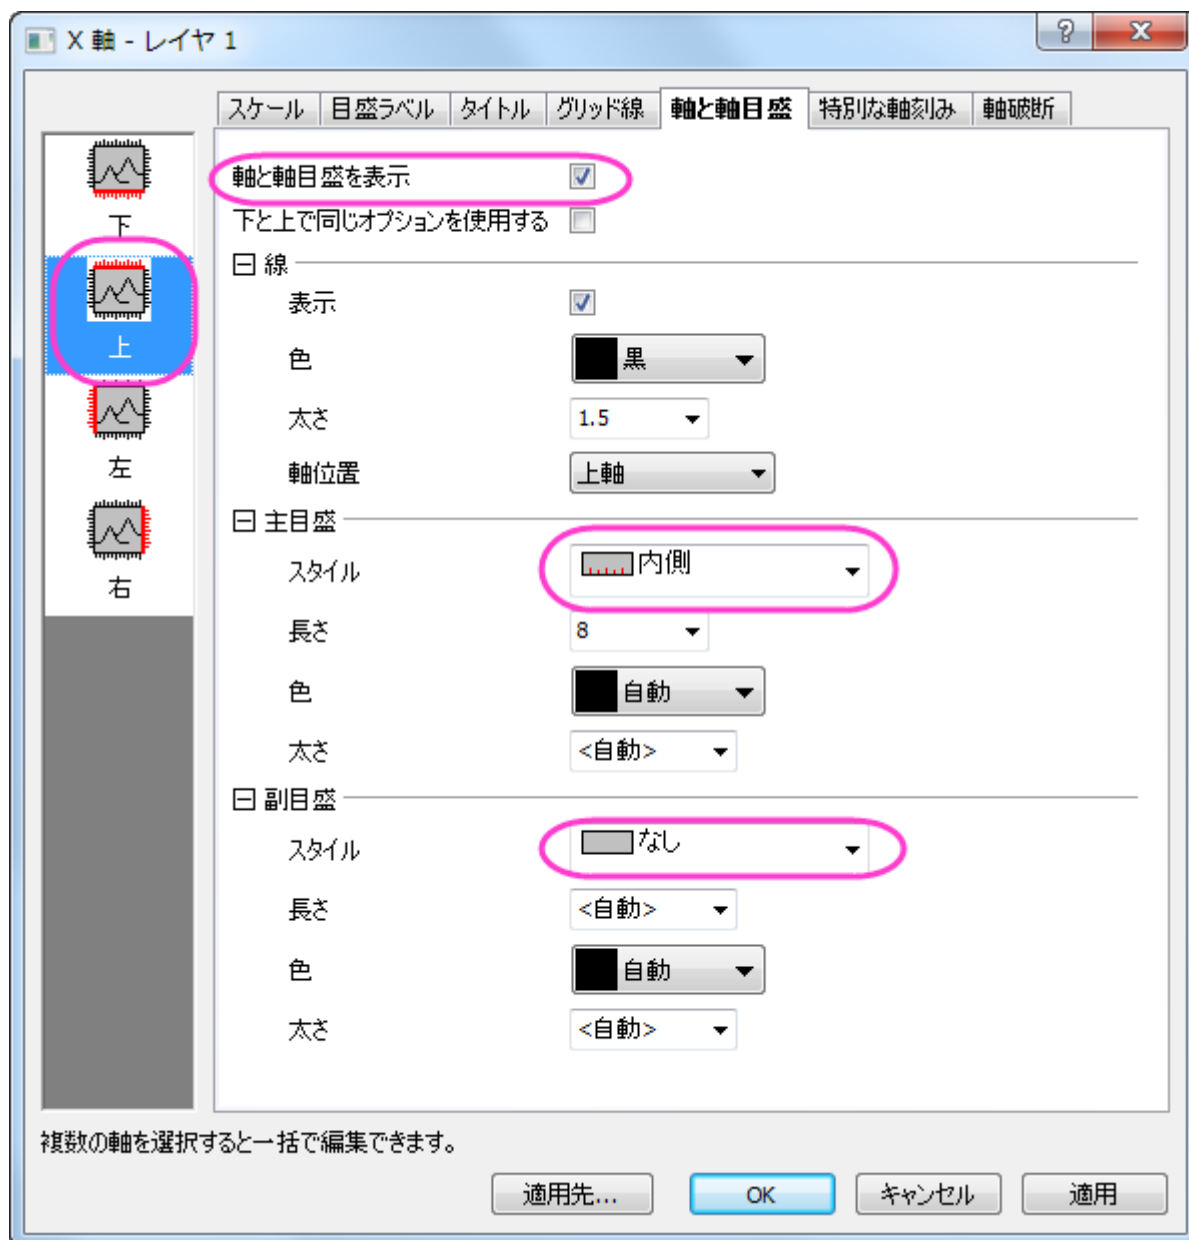 X 軸 - レイヤ 1
スケール 目盛ラベル タイトル グリッド線 軸と軸目盛 特別な軸刻み 軸破断
下
上
左
右
軸と軸目盛を表示
下と上で同じオプションを使用する
線
表示
色 黒
太さ 1.5
軸位置 上軸
主目盛
スタイル 内側
長さ 8
色 自動
太さ <自動>
副目盛
スタイル なし
長さ <自動>
色 自動
太さ <自動>
複数の軸を選択すると一括で編集できます。
適用先... OK キャンセル 適用